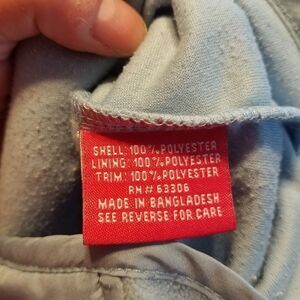 SHELL: 100%POLYESTER
LINING: 100%POLYESTER
TRIM: 100%POLYESTER
RN# 63306
MADE IN BANGLADESH
SEE REVERSE FOR CARE